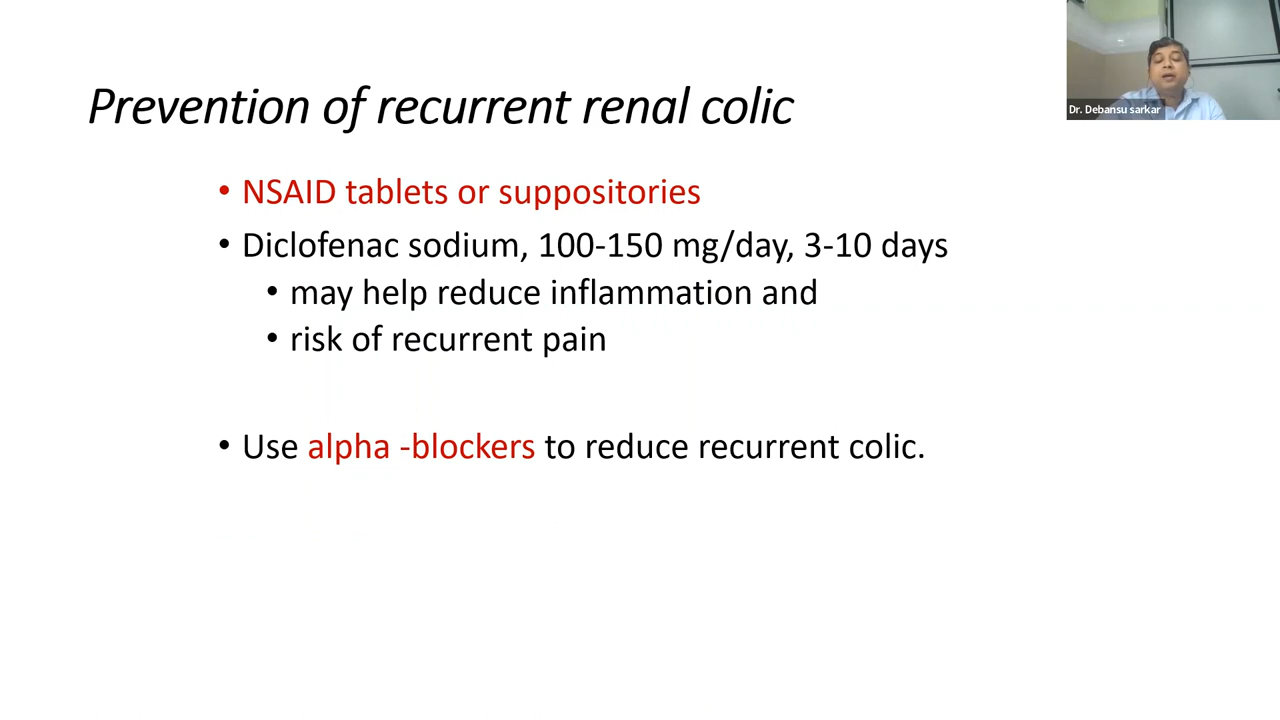 Prevention of recurrent renal colic
Dr. Debansu sarkar
• NSAID tablets or suppositories
• Diclofenac sodium, 100-150 mg/day, 3-10 days
• may help reduce inflammation and
• risk of recurrent pain
• Use alpha -blockers to reduce recurrent colic.